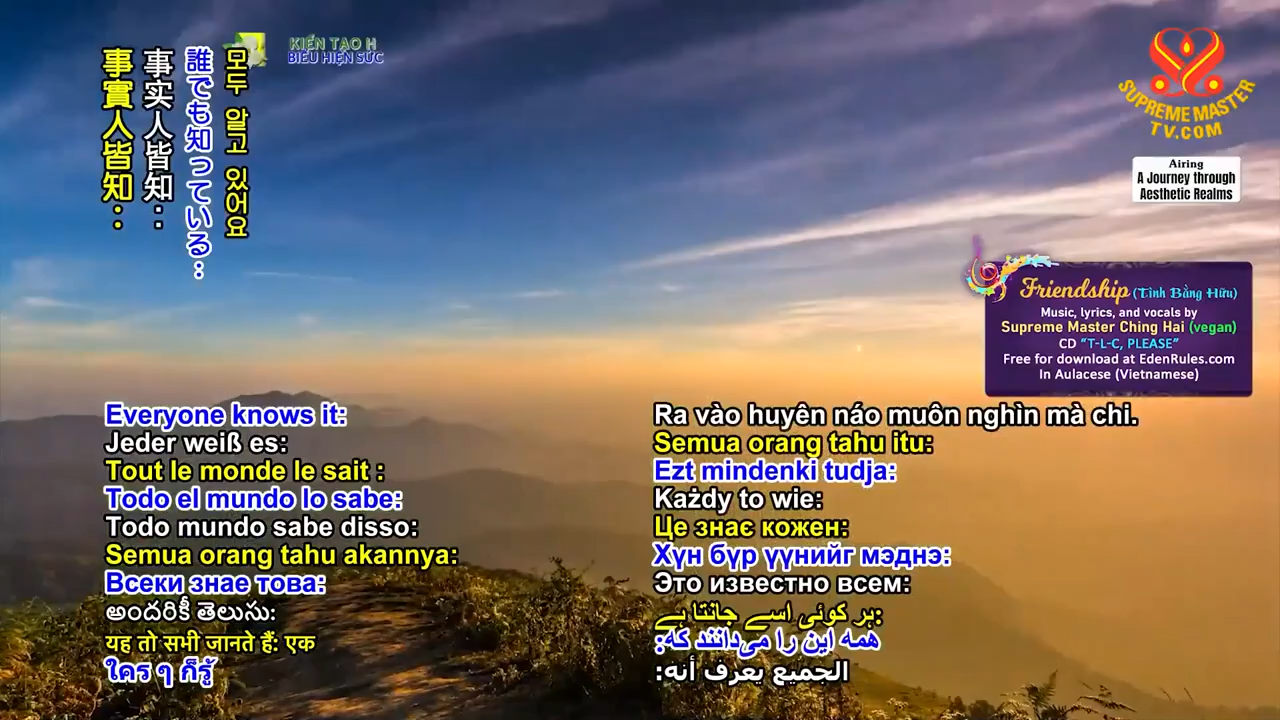 모두 알고 있어요
誰でも知っている：
事实人皆知：
事實人皆知：
KIẾN TẠO H
BIỂU HIỆN SỨC
SUPREME MASTER
TV.COM
Airing
A Journey through
Aesthetic Realms
Friendship (Tình Bằng Hữu)
Music, lyrics, and vocals by
Supreme Master Ching Hai (vegan)
CD “T-L-C, PLEASE”
Free for download at EdenRules.com
In Aulacese (Vietnamese)
Everyone knows it:
Jeder weiß es:
Tout le monde le sait :
Todo el mundo lo sabe:
Todo mundo sabe disso:
Semua orang tahu akannya:
Всеки знае това:
అందరికీ తెలుసు:
यह तो सभी जानते हैं: एक
ใคร ๆ ก็รู้
Ra vào huyên náo muôn nghìn mà chi.
Semua orang tahu itu:
Ezt mindenki tudja:
Każdy to wie:
Це знає кожен:
Хүн бүр үүнийг мэднэ:
Это известно всем:
ہر کوئی اسے جانتا ہے:
همه این را می‌دانند که:
الجميع يعرف أنه: